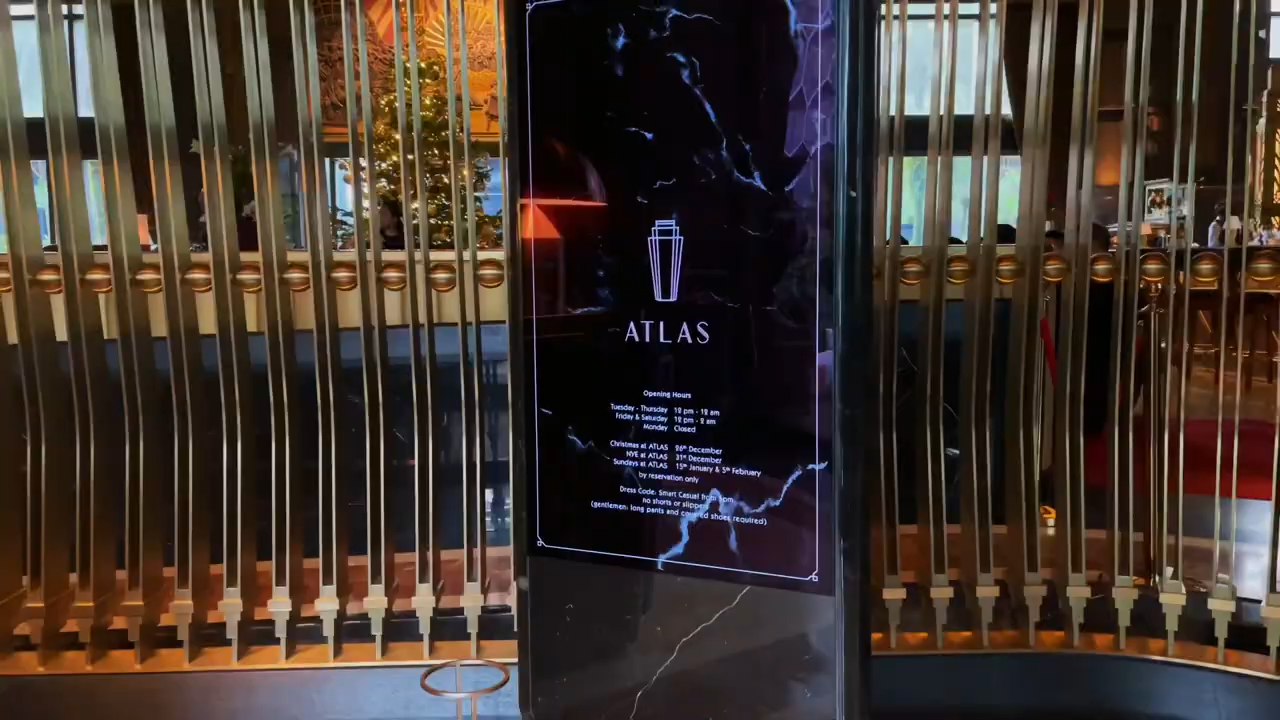 ATLAS
Opening Hours
Tuesday - Thursday 12 pm - 12 am
Friday & Saturday 12 pm - 2 am
Monday Closed
Christmas at ATLAS 26th December
NYE at ATLAS 31st December
Sundays at ATLAS 15th January & 5th February
by reservation only
Dress Code: Smart Casual from 5pm
no shorts or slippers
(gentlemen: long pants and covered shoes required)